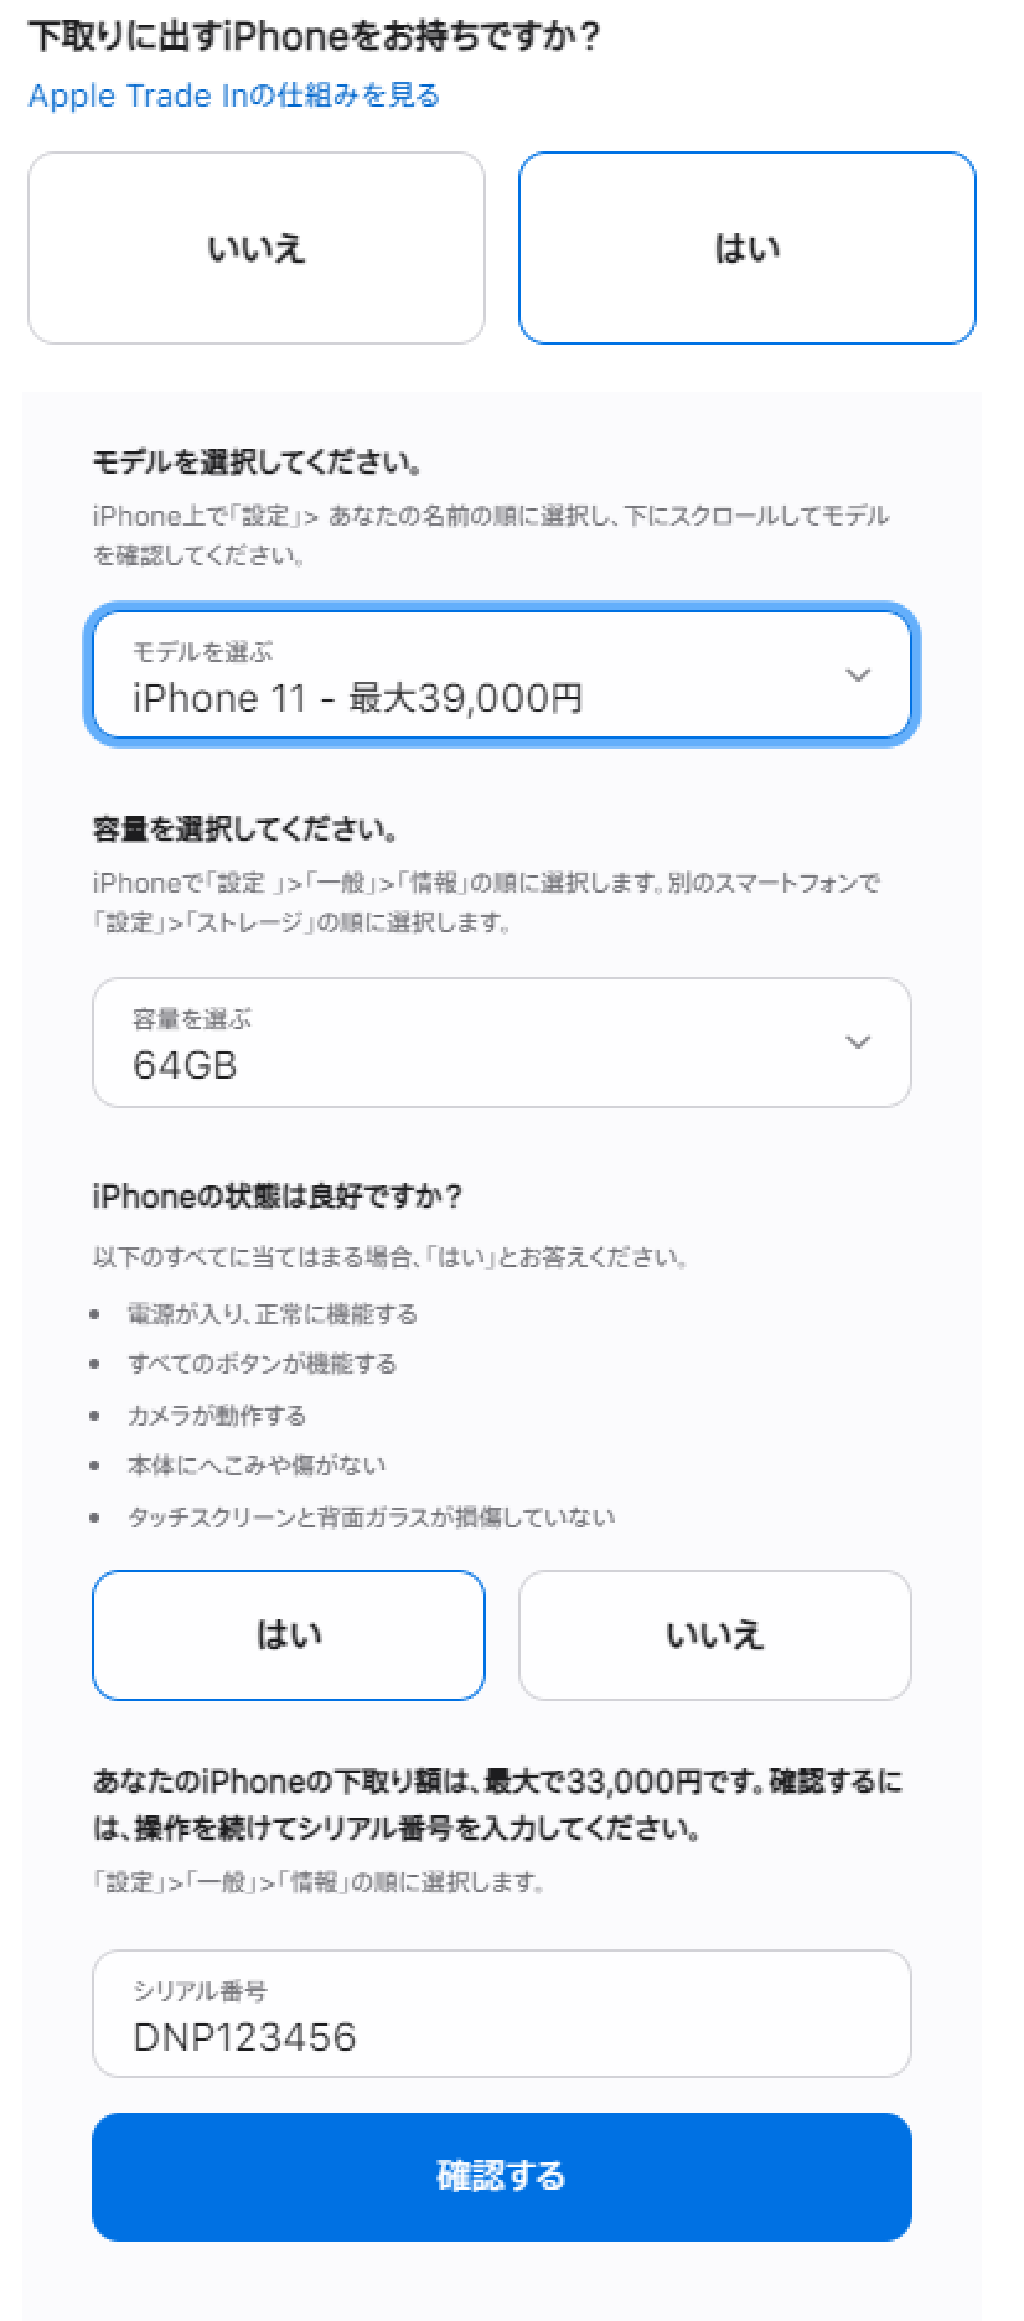 下取りに出すiPhoneをお持ちですか？
Apple Trade Inの仕組みを見る
いいえ
はい
モデルを選択してください。
iPhone上で「設定」> あなたの名前の順に選択し、下にスクロールしてモデル
を確認してください。
モデルを選ぶ
iPhone 11 - 最大39,000円
容量を選択してください。
iPhoneで「設定 」>「一般」>「情報」の順に選択します。別のスマートフォンで
「設定」>「ストレージ」の順に選択します。
容量を選ぶ
64GB
iPhoneの状態は良好ですか？
以下のすべてに当てはまる場合、「はい」とお答えください。
• 電源が入り、正常に機能する
• すべてのボタンが機能する
• カメラが動作する
• 本体にへこみや傷がない
• タッチスクリーンと背面ガラスが損傷していない
はい
いいえ
あなたのiPhoneの下取り額は、最大で33,000円です。確認するに
は、操作を続けてシリアル番号を入力してください。
「設定」>「一般」>「情報」の順に選択します。
シリアル番号
DNP123456
確認する